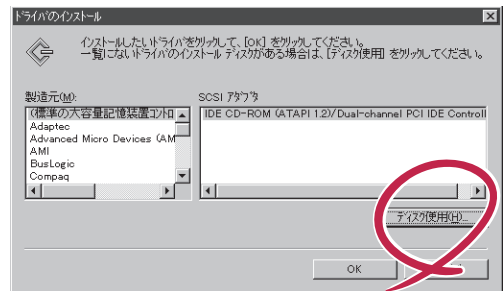 ドライバのインストール
インストールしたいドライバをクリックして、[OK] をクリックしてください。
一覧にないドライバのインストール ディスクがある場合は、[ディスク使用] をクリックしてください。
製造元(M):
SCSI アダプタ
(標準の大容量記憶装置コントロ
Adaptec
Advanced Micro Devices (AM
AMI
BusLogic
Compaq
IDE CD-ROM (ATAPI 1.2)/Dual-channel PCI IDE Controll
ディスク使用(H)...
OK